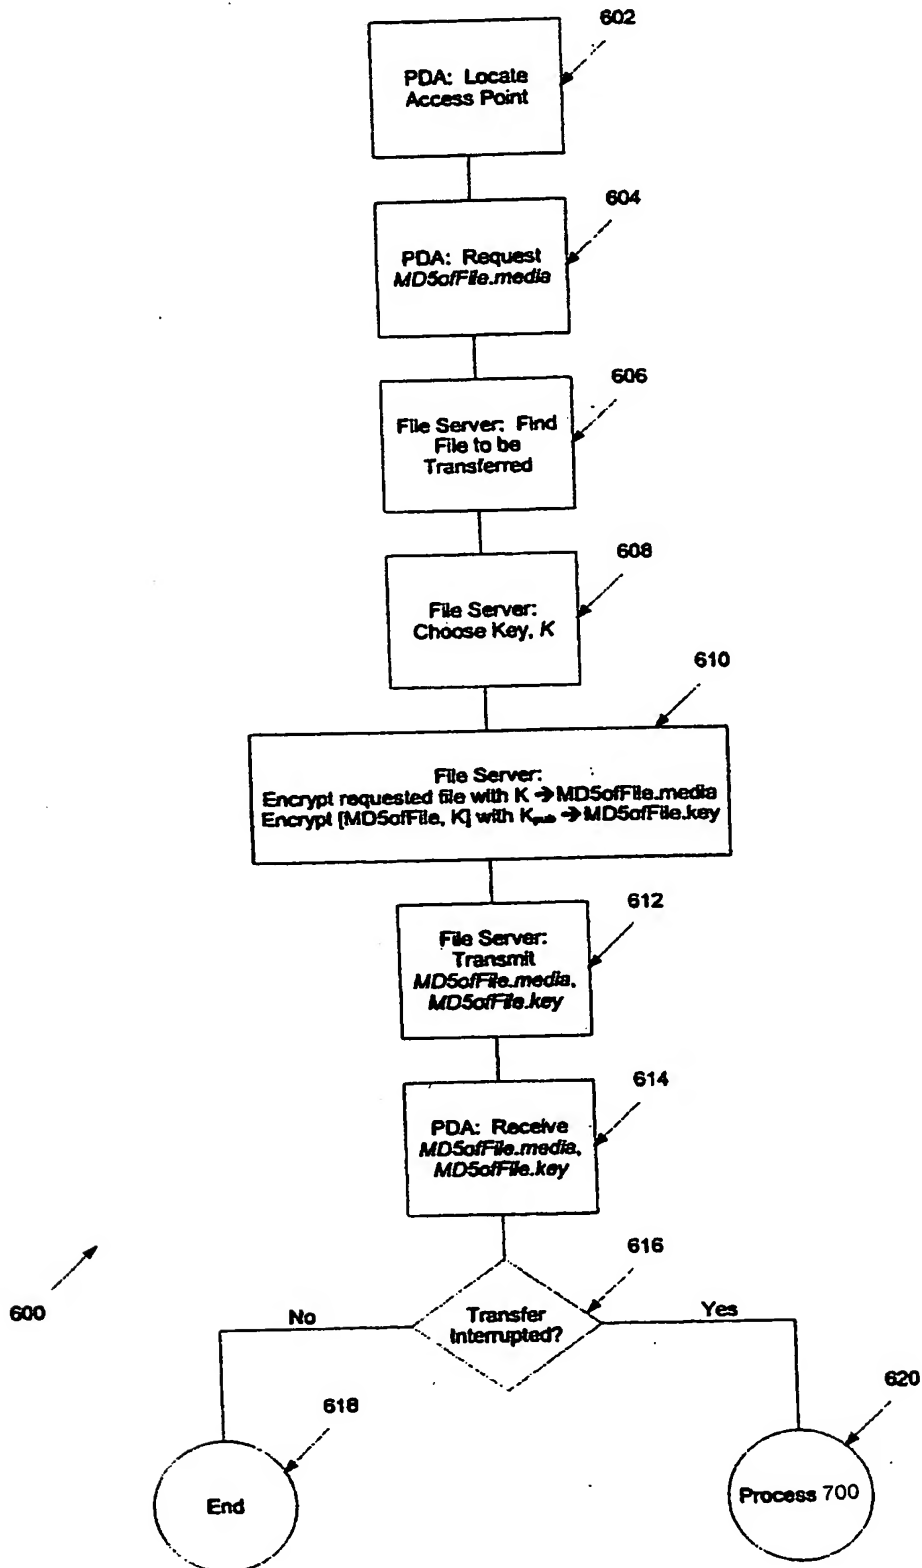 602
PDA: Locate
Access Point
604
PDA: Request
MD5ofFile.media
606
File Server: Find
File to be
Transferred
608
File Server:
Choose Key, K
610
File Server:
Encrypt requested file with K → MD5ofFile.media
Encrypt [MD5ofFile, K] with Kpub → MD5ofFile.key
612
File Server:
Transmit
MD5ofFile.media,
MD5ofFile.key
614
PDA: Receive
MD5ofFile.media,
MD5ofFile.key
616
600
No
Transfer
Interrupted?
Yes
618
620
End
Process 700